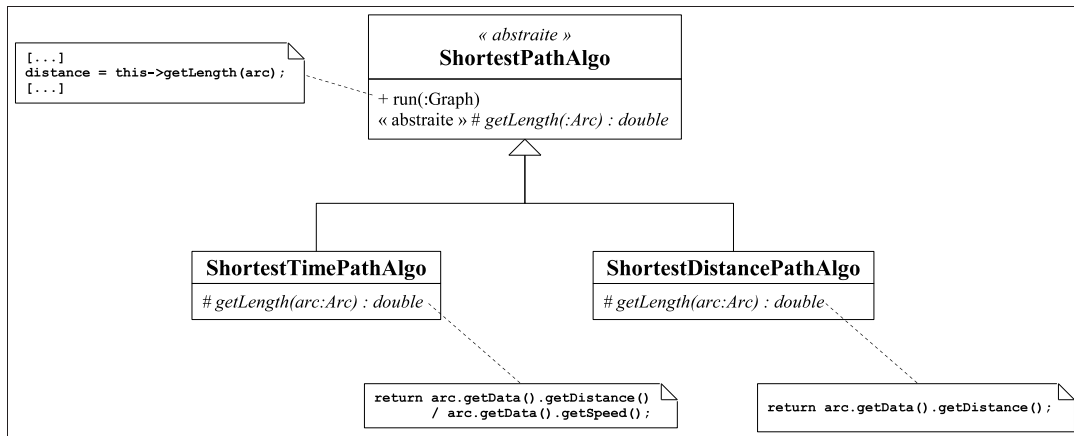 « abstraite »
ShortestPathAlgo
[...]
distance = this->getLength(arc);
[...]
+ run(:Graph)
« abstraite » # getLength(:Arc) : double
ShortestTimePathAlgo
# getLength(arc:Arc) : double
ShortestDistancePathAlgo
# getLength(arc:Arc) : double
return arc.getData().getDistance()
/ arc.getData().getSpeed();
return arc.getData().getDistance();